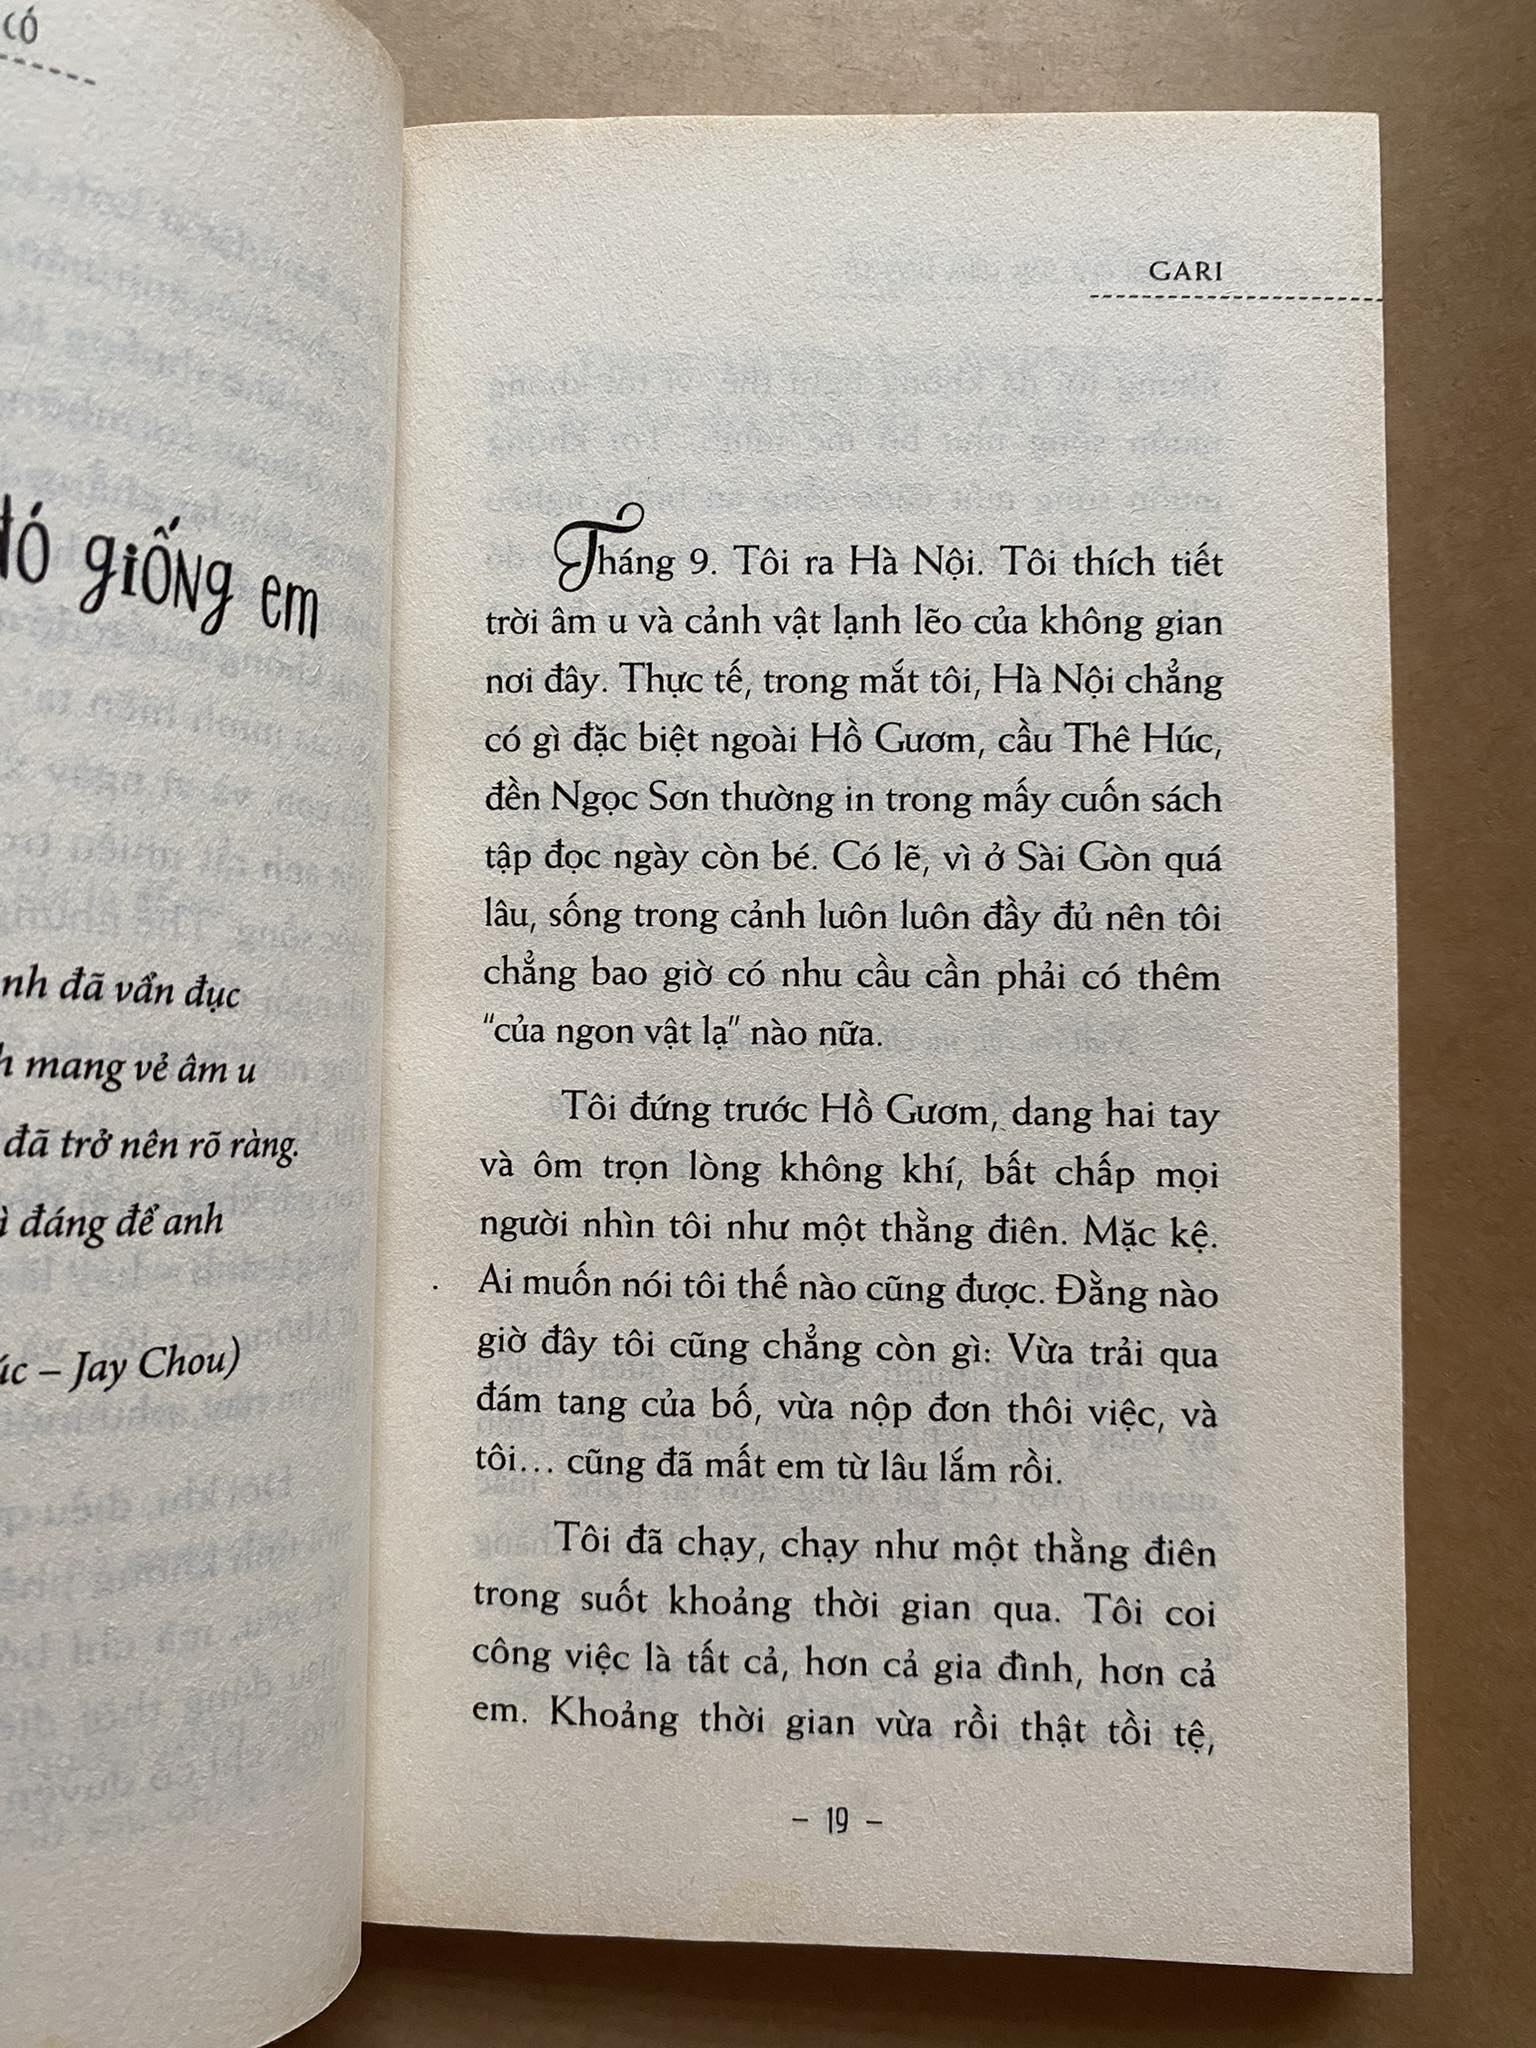 CÓ
đó giống em
đã vẩn đục
mang vẻ âm u
đã trở nên rõ ràng.
đáng để anh
– Jay Chou)
GARI
Tháng 9. Tôi ra Hà Nội. Tôi thích tiết
trời âm u và cảnh vật lạnh lẽo của không gian
nơi đây. Thực tế, trong mắt tôi, Hà Nội chẳng
có gì đặc biệt ngoài Hồ Gươm, cầu Thê Húc,
đền Ngọc Sơn thường in trong mấy cuốn sách
tập đọc ngày còn bé. Có lẽ, vì ở Sài Gòn quá
lâu, sống trong cảnh luôn luôn đầy đủ nên tôi
chẳng bao giờ có nhu cầu cần phải có thêm
“của ngon vật lạ” nào nữa.
Tôi đứng trước Hồ Gươm, dang hai tay
và ôm trọn lòng không khí, bất chấp mọi
người nhìn tôi như một thằng điên. Mặc kệ.
Ai muốn nói tôi thế nào cũng được. Đằng nào
giờ đây tôi cũng chẳng còn gì: Vừa trải qua
đám tang của bố, vừa nộp đơn thôi việc, và
tôi... cũng đã mất em từ lâu lắm rồi.
Tôi đã chạy, chạy như một thằng điên
trong suốt khoảng thời gian qua. Tôi coi
công việc là tất cả, hơn cả gia đình, hơn cả
em. Khoảng thời gian vừa rồi thật tồi tệ,
– 19 –